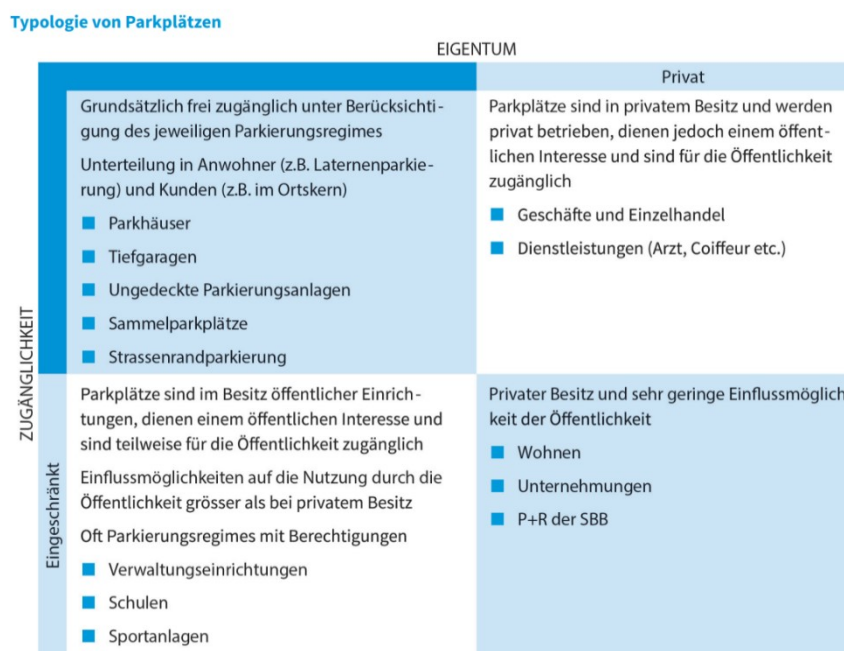 Typologie von Parkplätzen
EIGENTUM
Privat
ZUGÄNGLICHKEIT
Grundsätzlich frei zugänglich unter Berücksichti-
gung des jeweiligen Parkierungsregimes
Unterteilung in Anwohner (z.B. Laternenparkie-
rung) und Kunden (z.B. im Ortskern)
Parkhäuser
Tiefgaragen
Ungedeckte Parkierungsanlagen
Sammelparkplätze
Strassenrandparkierung
Parkplätze sind in privatem Besitz und werden
privat betrieben, dienen jedoch einem öffent-
lichen Interesse und sind für die Öffentlichkeit
zugänglich
Geschäfte und Einzelhandel
Dienstleistungen (Arzt, Coiffeur etc.)
Eingeschränkt
Parkplätze sind im Besitz öffentlicher Einrich-
tungen, dienen einem öffentlichen Interesse und
sind teilweise für die Öffentlichkeit zugänglich
Einflussmöglichkeiten auf die Nutzung durch die
Öffentlichkeit grösser als bei privatem Besitz
Oft Parkierungsregimes mit Berechtigungen
Verwaltungseinrichtungen
Schulen
Sportanlagen
Privater Besitz und sehr geringe Einflussmöglich
keit der Öffentlichkeit
Wohnen
Unternehmungen
P+R der SBB